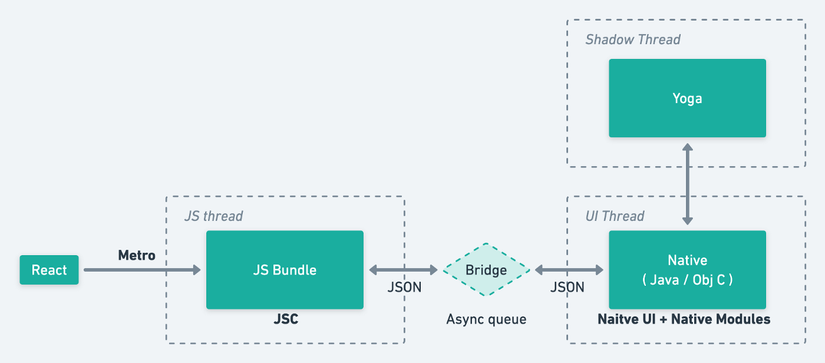 Shadow Thread
Yoga
JS thread
UI Thread
React
Metro
JS Bundle
JSC
JSON
Bridge
Async queue
JSON
Native
( Java / Obj C )
Naitve UI + Native Modules